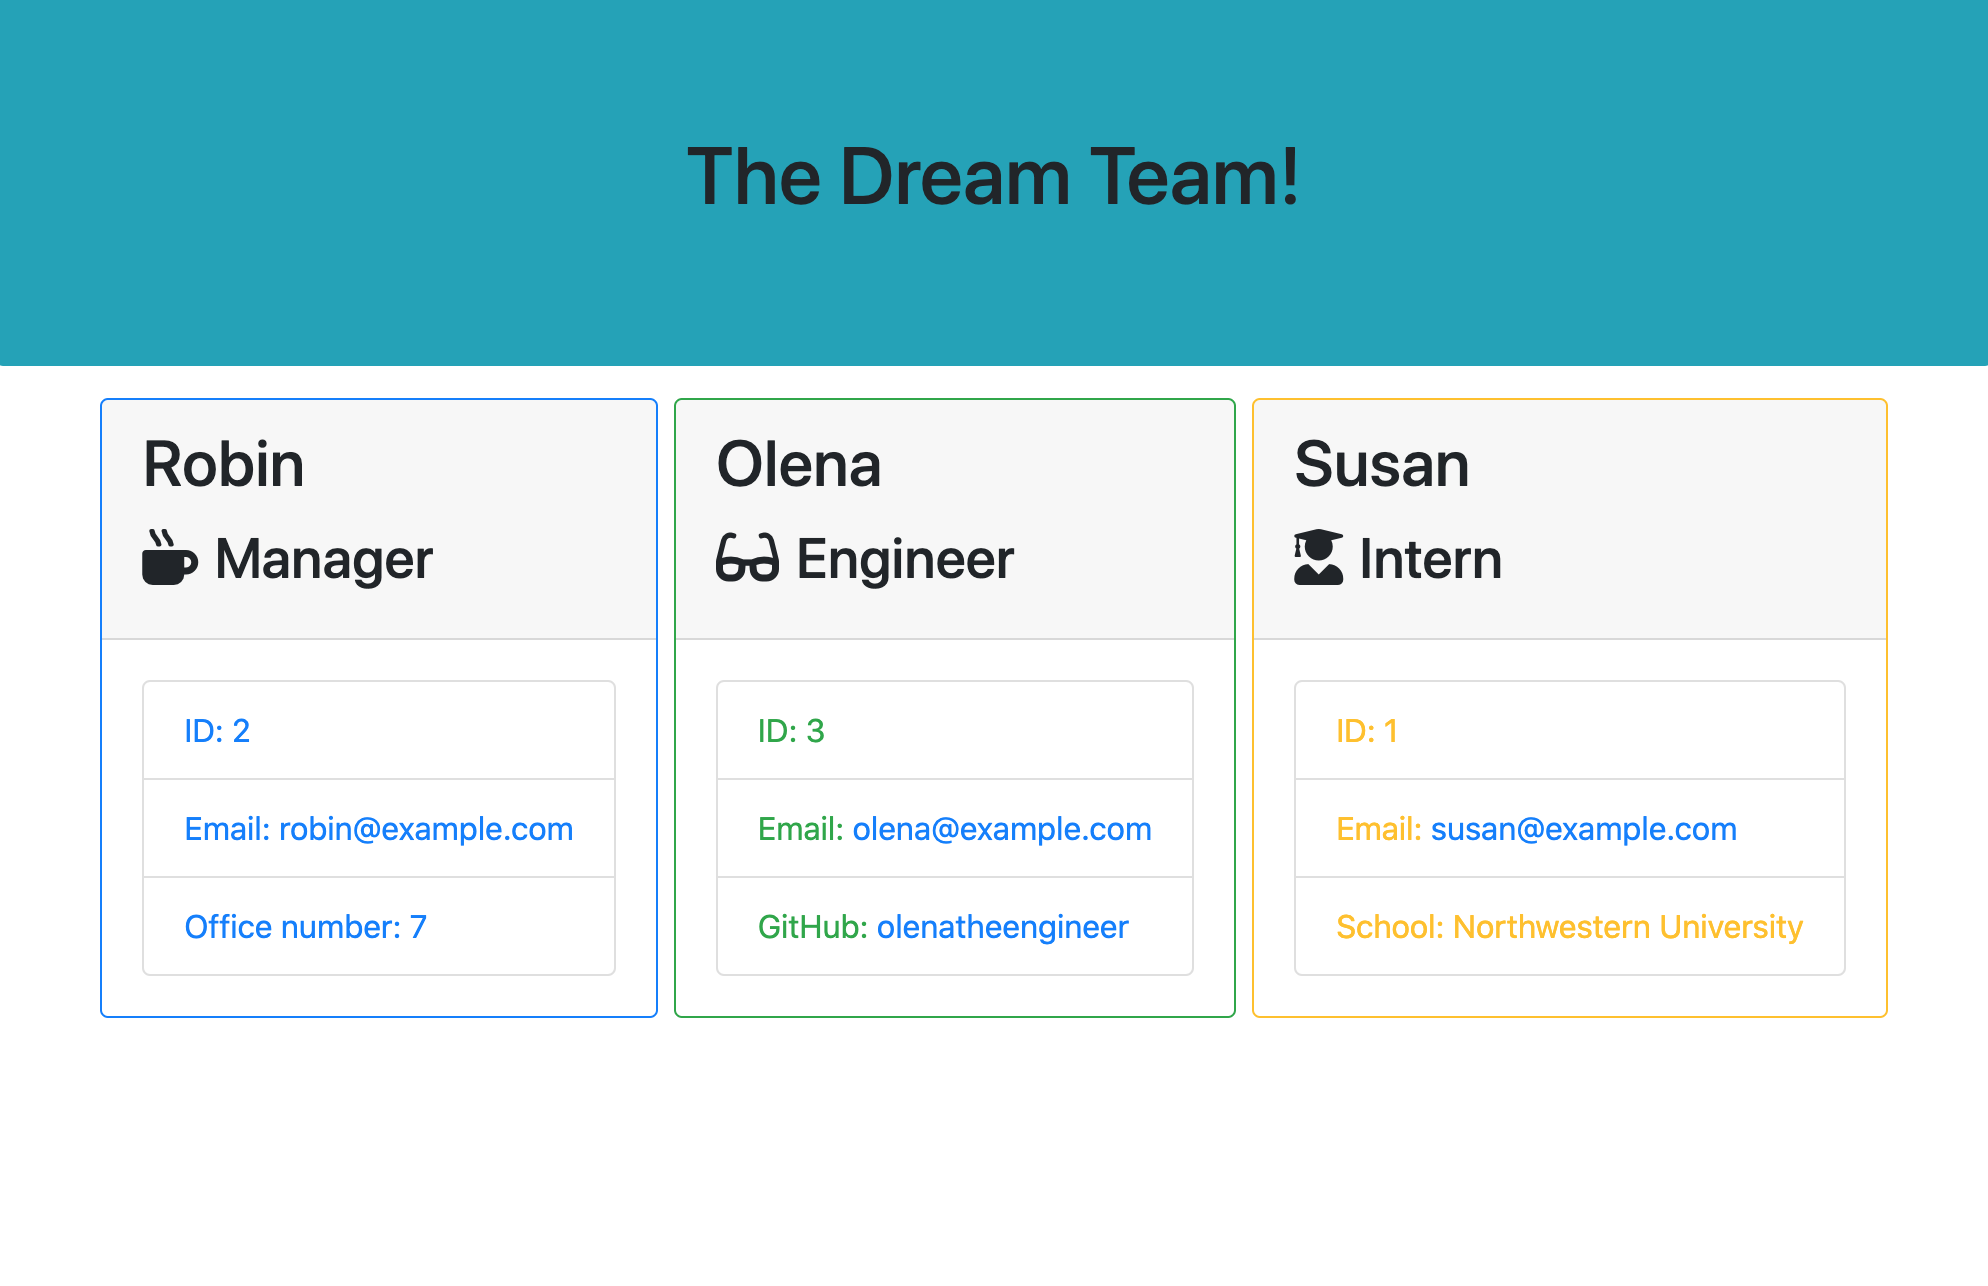 The Dream Team!
Robin
Manager
ID: 2
Email: robin@example.com
Office number: 7
Olena
Engineer
ID: 3
Email: olena@example.com
GitHub: olenatheengineer
Susan
Intern
ID: 1
Email: susan@example.com
School: Northwestern University